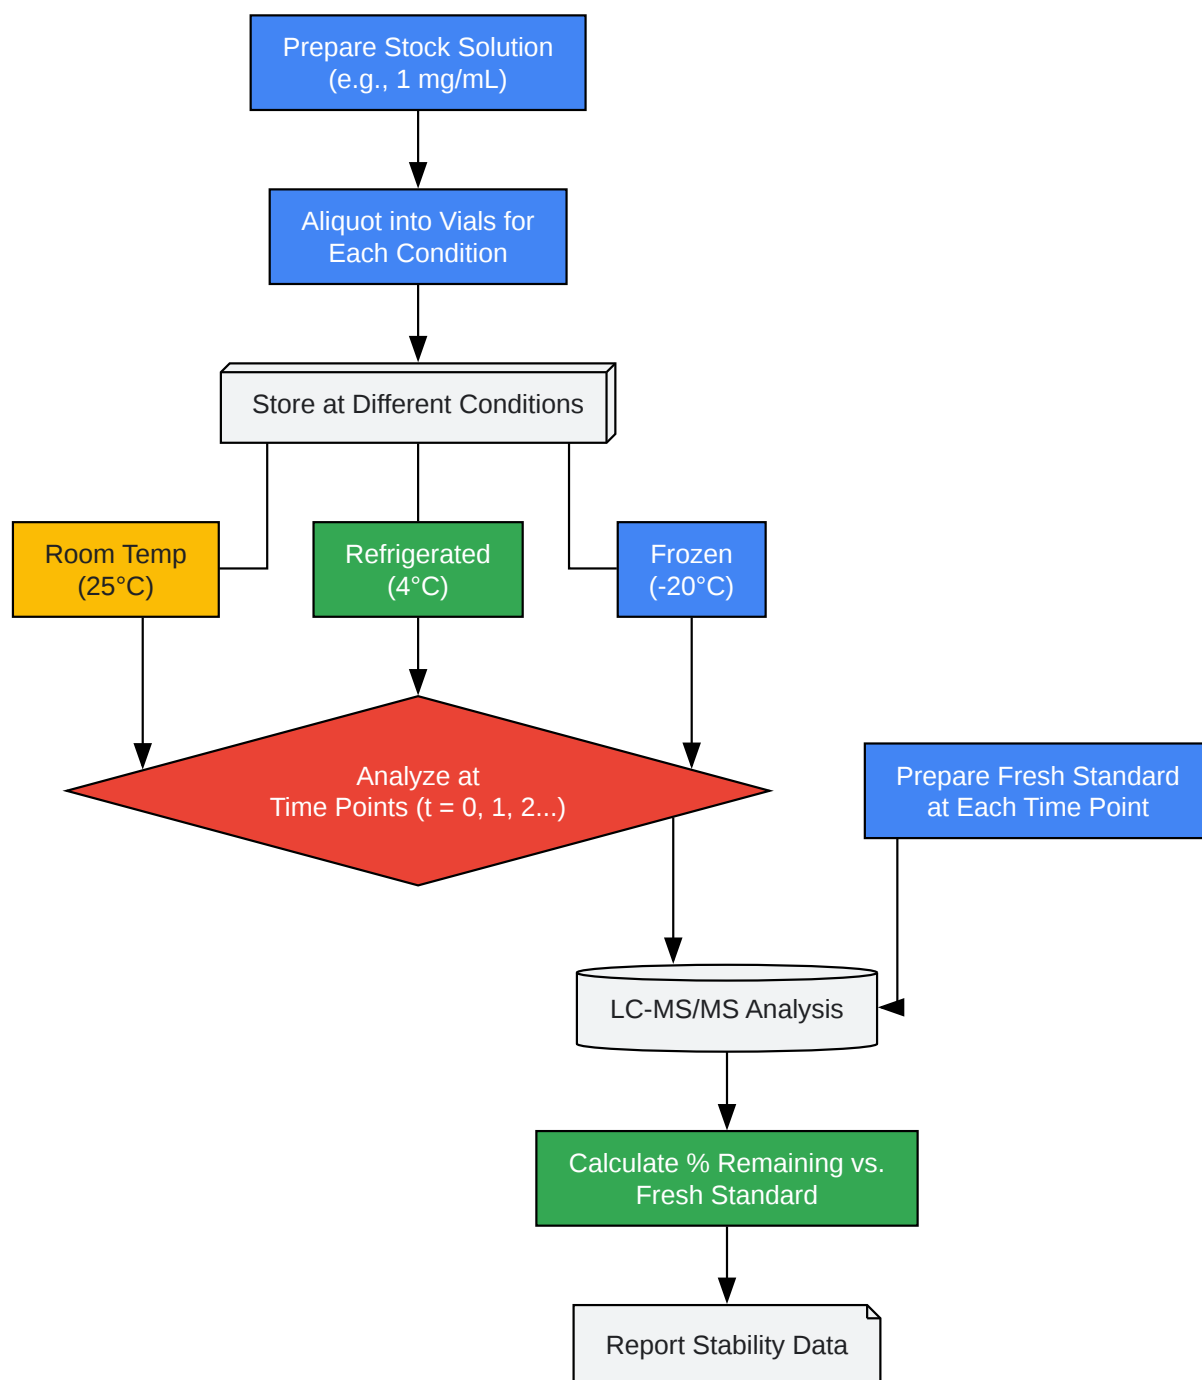 Prepare Stock Solution
(e.g., 1 mg/mL)
Aliquot into Vials for
Each Condition
Store at Different Conditions
Room Temp
(25°C)
Refrigerated
(4°C)
Frozen
(-20°C)
Analyze at
Time Points (t = 0, 1, 2...)
Prepare Fresh Standard
at Each Time Point
LC-MS/MS Analysis
Calculate % Remaining vs.
Fresh Standard
Report Stability Data